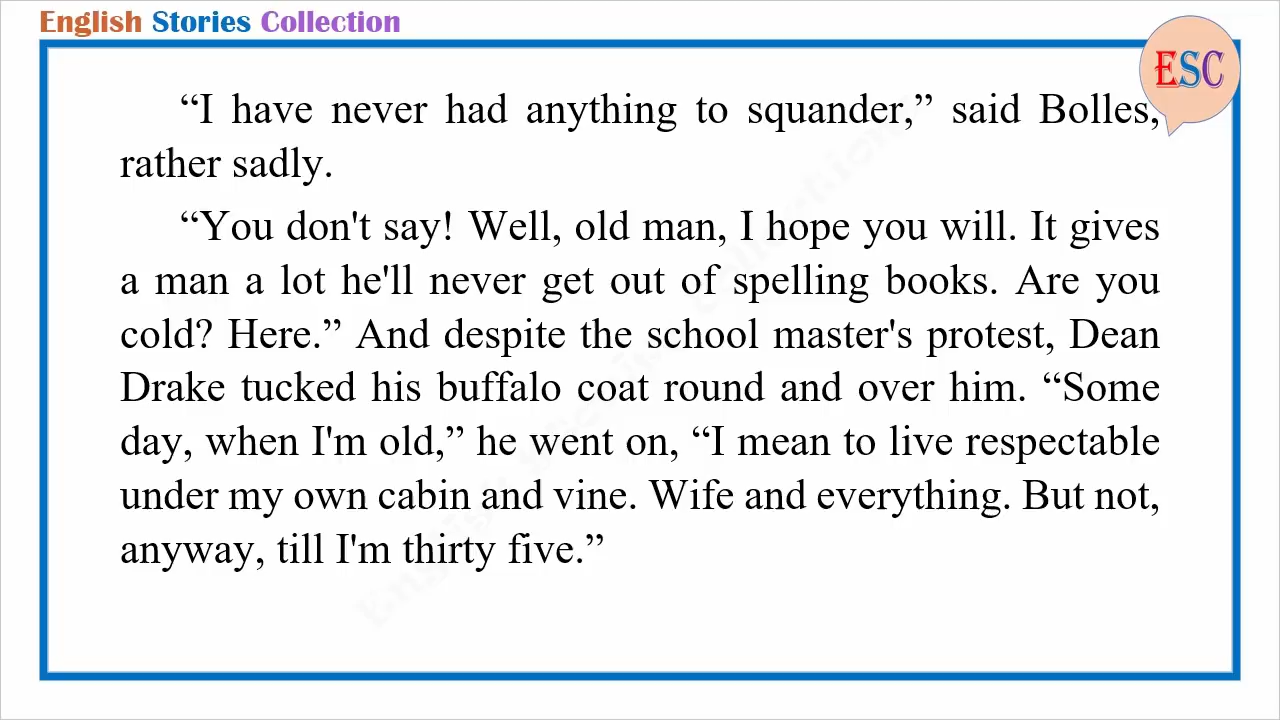 English Stories Collection
ESC
“I have never had anything to squander,” said Bolles,
rather sadly.
“You don't say! Well, old man, I hope you will. It gives
a man a lot he'll never get out of spelling books. Are you
cold? Here.” And despite the school master's protest, Dean
Drake tucked his buffalo coat round and over him. “Some
day, when I'm old,” he went on, “I mean to live respectable
under my own cabin and vine. Wife and everything. But not,
anyway, till I'm thirty five.”